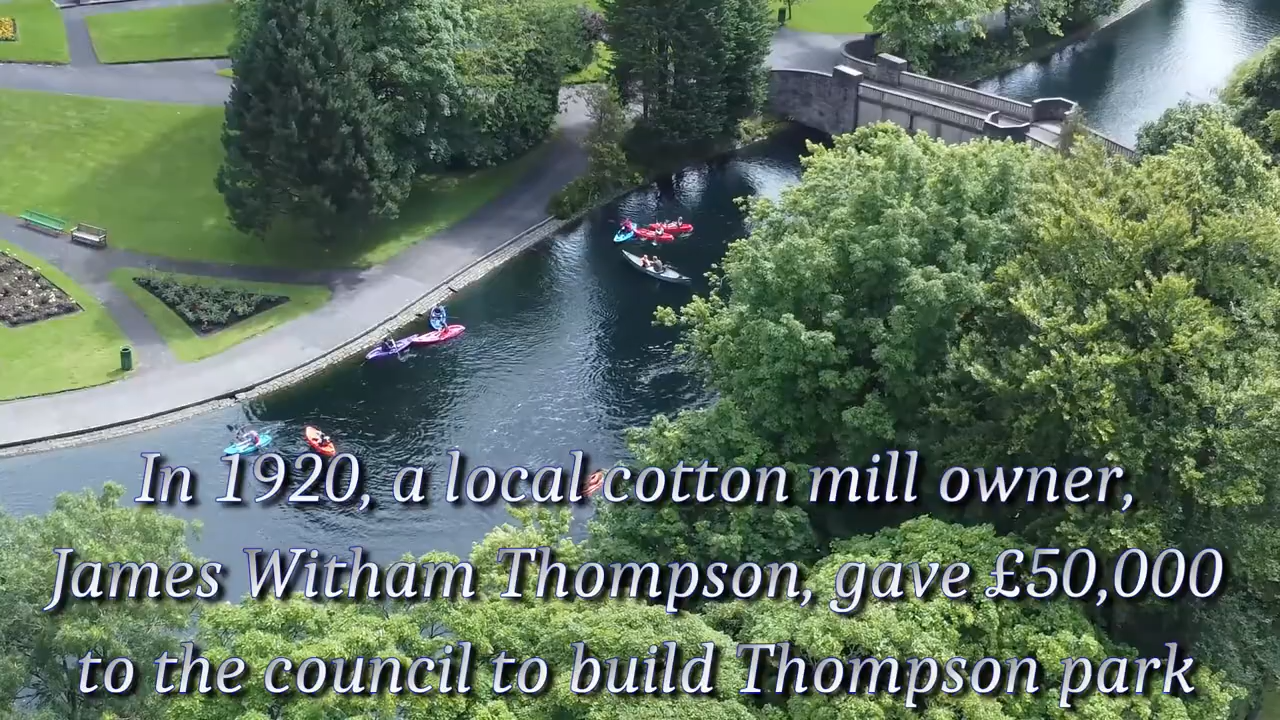 In 1920, a local cotton mill owner,
James Witham Thompson, gave £50,000
to the council to build Thompson park